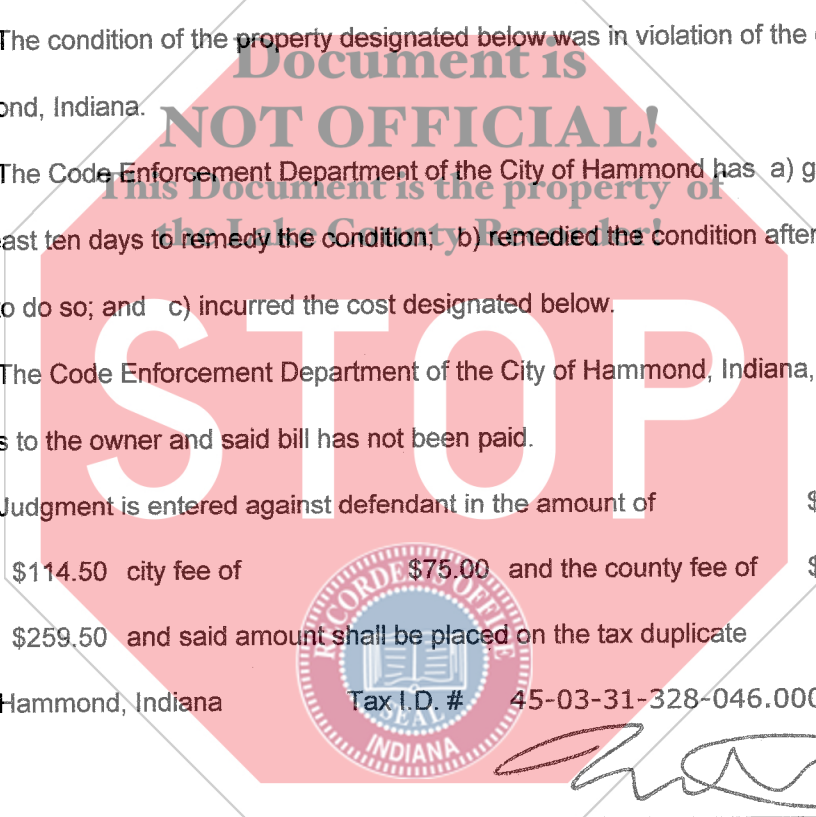 The condition of the property designated below was in violation of the
Document is
ond, Indiana.
NOT OFFICIAL!
The Code Enforcement Department of the City of Hammond has a) g
This Document is the property of
the Lake County Recorder!
ast ten days to remedy the condition; b) remedied the condition after
o do so; and c) incurred the cost designated below.
STOP
The Code Enforcement Department of the City of Hammond, Indiana,
s to the owner and said bill has not been paid.
Judgment is entered against defendant in the amount of $
$114.50 city fee of $75.00 and the county fee of $
$259.50 and said amount shall be placed on the tax duplicate
Hammond, Indiana Tax I.D. # 45-03-31-328-046.000
RECORDER'S OFFICE
SEAL
INDIANA